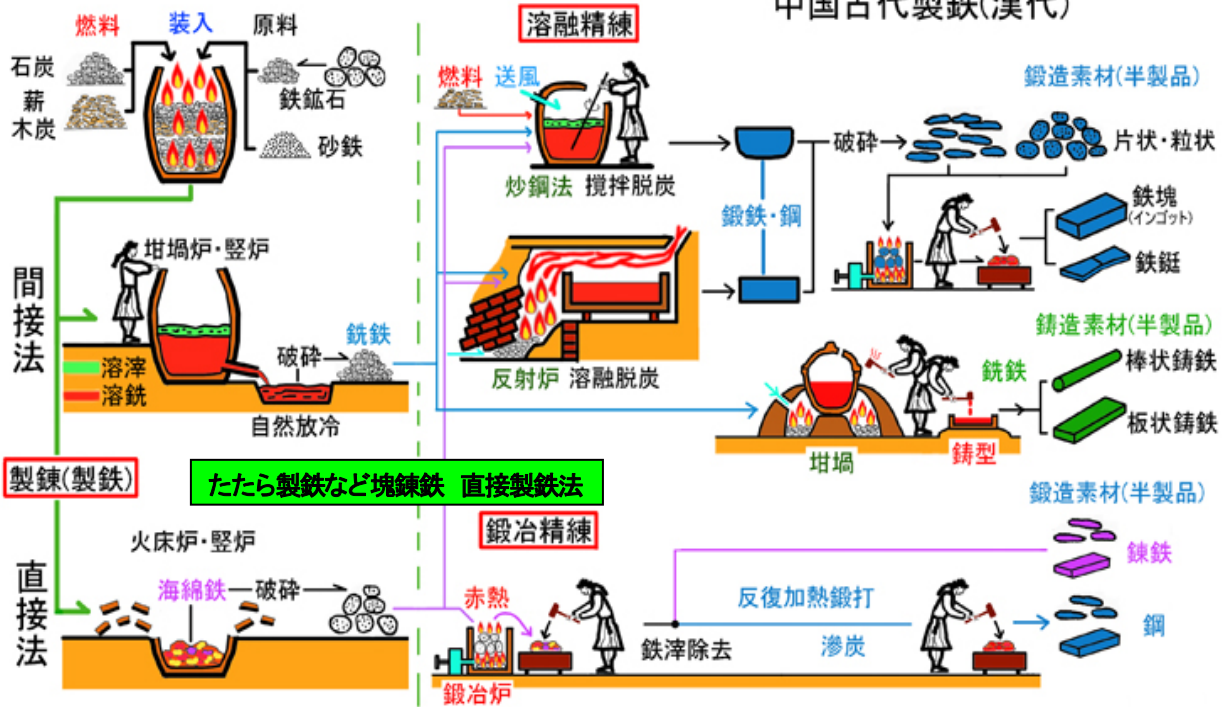 中国古代製鉄(漢代)
燃料
装入
原料
石炭
薪
木炭
鉄鉱石
砂鉄
溶融精練
燃料
送風
炒鋼法 撹拌脱炭
鍛鉄・鋼
破砕
鍛造素材(半製品)
片状・粒状
鉄塊
(インゴット)
鉄鋌
間接法
坩堝炉・竪炉
溶滓
溶銑
破砕
銑鉄
自然放冷
反射炉 溶融脱炭
坩堝
鋳型
銑鉄
鋳造素材(半製品)
棒状鋳鉄
板状鋳鉄
製錬(製鉄)
たたら製鉄など塊錬鉄 直接製鉄法
直接法
火床炉・竪炉
海綿鉄
破砕
鍛冶精練
赤熱
鍛冶炉
鉄滓除去
反復加熱鍛打
滲炭
鍛造素材(半製品)
錬鉄
鋼